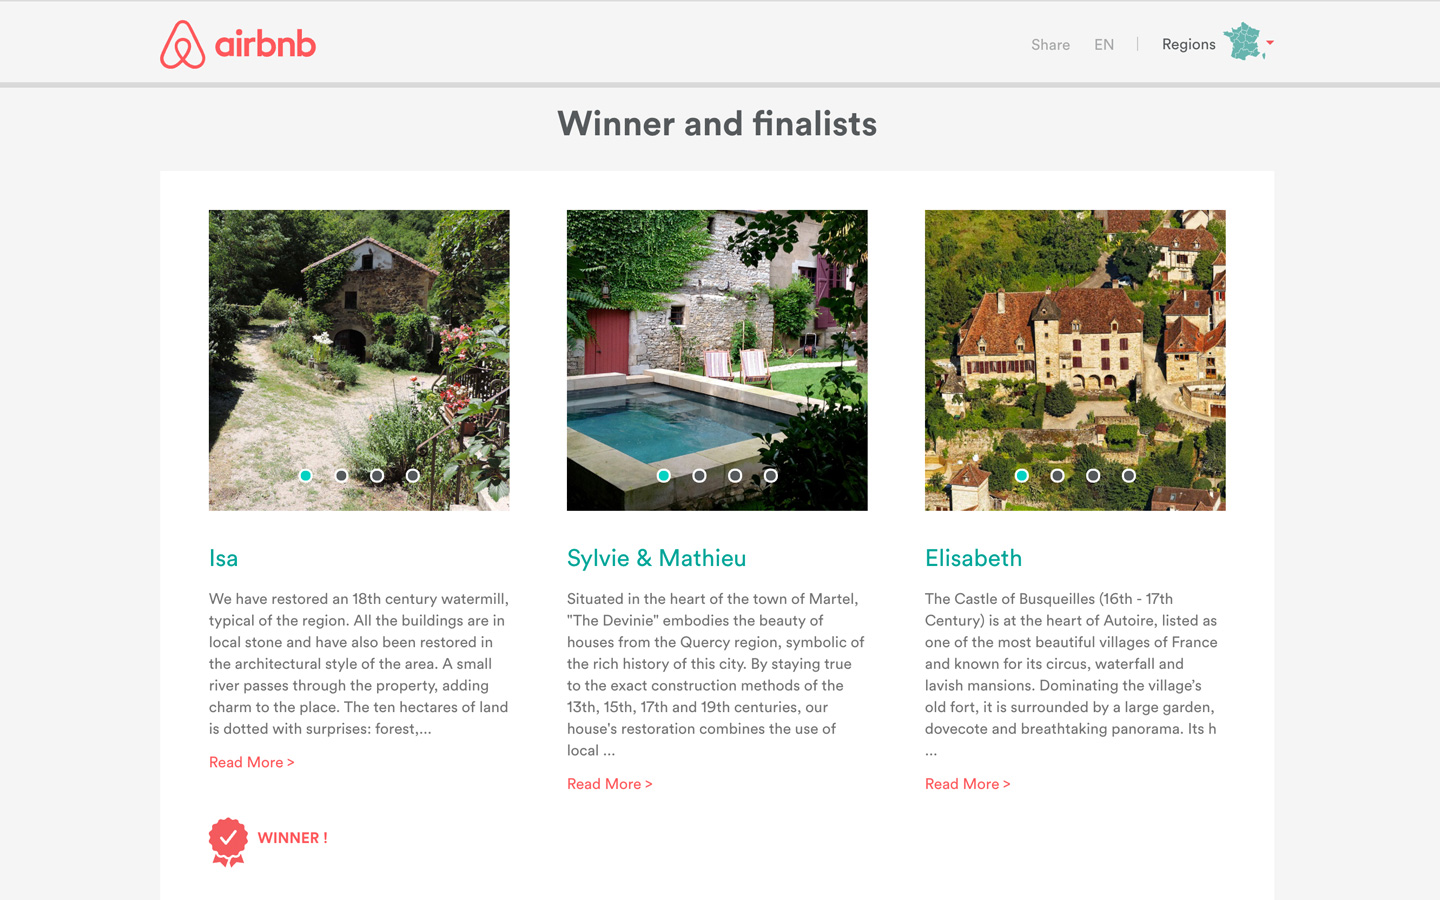 airbnb
Share EN Regions
Winner and finalists
Isa
We have restored an 18th century watermill,
typical of the region. All the buildings are in
local stone and have also been restored in
the architectural style of the area. A small
river passes through the property, adding
charm to the place. The ten hectares of land
is dotted with surprises: forest,...
Read More >
WINNER !
Sylvie & Mathieu
Situated in the heart of the town of Martel,
"The Devinie" embodies the beauty of
houses from the Quercy region, symbolic of
the rich history of this city. By staying true
to the exact construction methods of the
13th, 15th, 17th and 19th centuries, our
house's restoration combines the use of
local ...
Read More >
Elisabeth
The Castle of Busqueilles (16th - 17th
Century) is at the heart of Autoire, listed as
one of the most beautiful villages of France
and known for its circus, waterfall and
lavish mansions. Dominating the village’s
old fort, it is surrounded by a large garden,
dovecote and breathtaking panorama. Its h
...
Read More >